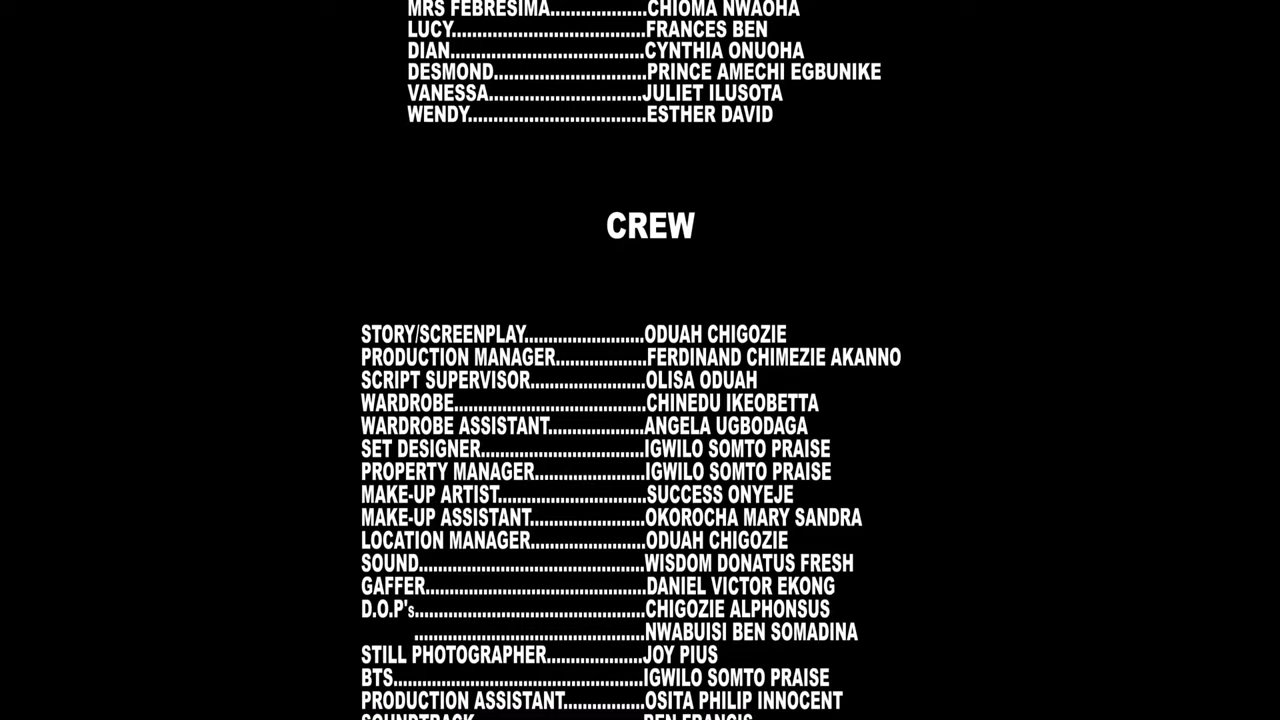 MRS FEBRESIMA...................CHIOMA NWAOHA
LUCY......................................FRANCES BEN
DIAN.......................................CYNTHIA ONUOHA
DESMOND..............................PRINCE AMECHI EGBUNIKE
VANESSA..............................JULIET ILUSOTA
WENDY...................................ESTHER DAVID
CREW
STORY/SCREENPLAY.........................ODUAH CHIGOZIE
PRODUCTION MANAGER...................FERDINAND CHIMEZIE AKANNO
SCRIPT SUPERVISOR........................OLISA ODUAH
WARDROBE........................................CHINEDU IKEOBETTA
WARDROBE ASSISTANT....................ANGELA UGBODAGA
SET DESIGNER..................................IGWILO SOMTO PRAISE
PROPERTY MANAGER.......................IGWILO SOMTO PRAISE
MAKE-UP ARTIST...............................SUCCESS ONYEJE
MAKE-UP ASSISTANT........................OKOROCHA MARY SANDRA
LOCATION MANAGER........................ODUAH CHIGOZIE
SOUND...............................................WISDOM DONATUS FRESH
GAFFER..............................................DANIEL VICTOR EKONG
D.O.P's................................................CHIGOZIE ALPHONSUS
................................................NWABUISI BEN SOMADINA
STILL PHOTOGRAPHER....................JOY PIUS
BTS....................................................IGWILO SOMTO PRAISE
PRODUCTION ASSISTANT.................OSITA PHILIP INNOCENT
SOUNDTRACK...................................BEN FRANCIS